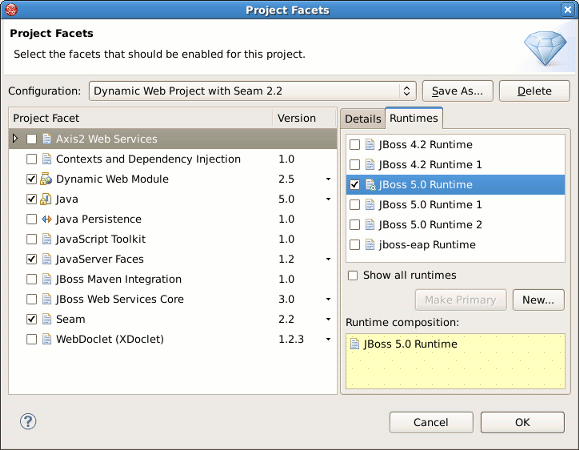 Project Facets
Project Facets
Select the facets that should be enabled for this project.
Configuration: Dynamic Web Project with Seam 2.2 Save As... Delete
Project Facet Version
Axis2 Web Services
Contexts and Dependency Injection 1.0
Dynamic Web Module 2.5
Java 5.0
Java Persistence 1.0
JavaScript Toolkit 1.0
JavaServer Faces 1.2
JBoss Maven Integration 1.0
JBoss Web Services Core 3.0
Seam 2.2
WebDoclet (XDoclet) 1.2.3
Details Runtimes
JBoss 4.2 Runtime
JBoss 4.2 Runtime 1
JBoss 5.0 Runtime
JBoss 5.0 Runtime 1
JBoss 5.0 Runtime 2
jboss-eap Runtime
Show all runtimes
Make Primary New...
Runtime composition:
JBoss 5.0 Runtime
? Cancel OK